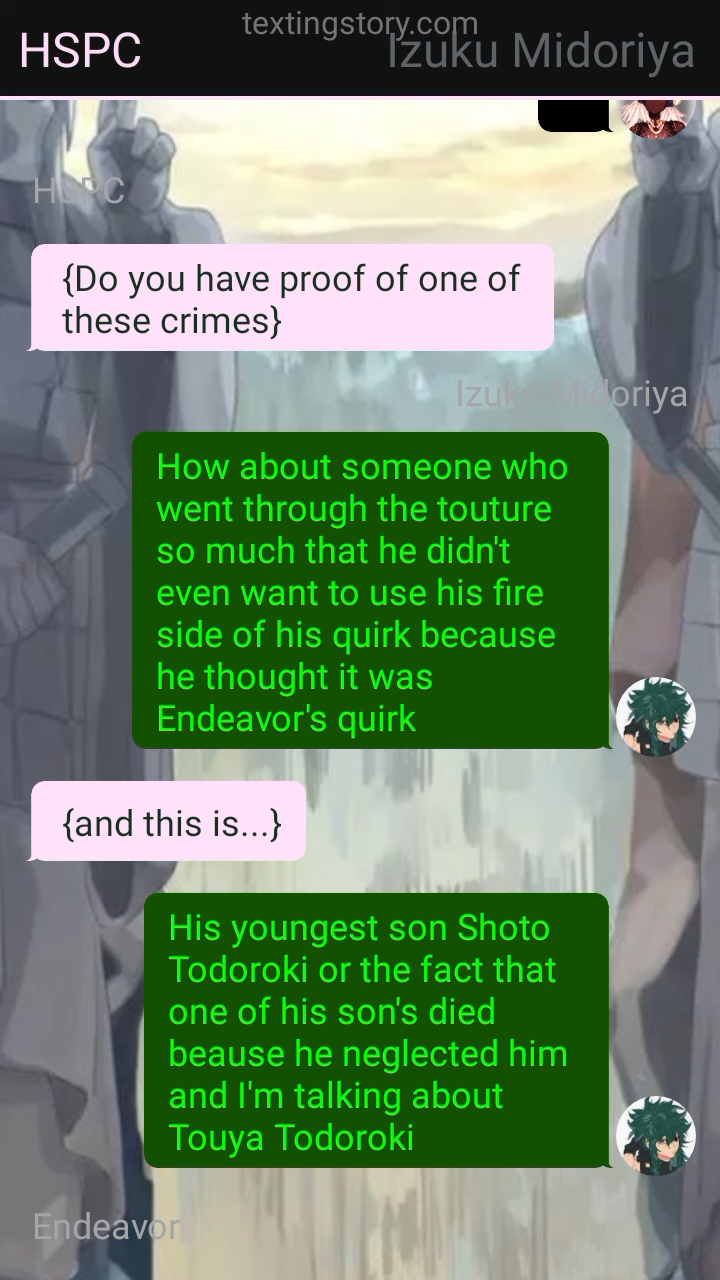 textingstory.com
HSPC
Izuku Midoriya
HSPC
{Do you have proof of one of
these crimes}
Izuku Midoriya
How about someone who
went through the touture
so much that he didn't
even want to use his fire
side of his quirk because
he thought it was
Endeavor's quirk
{and this is...}
His youngest son Shoto
Todoroki or the fact that
one of his son's died
beause he neglected him
and I'm talking about
Touya Todoroki
Endeavor